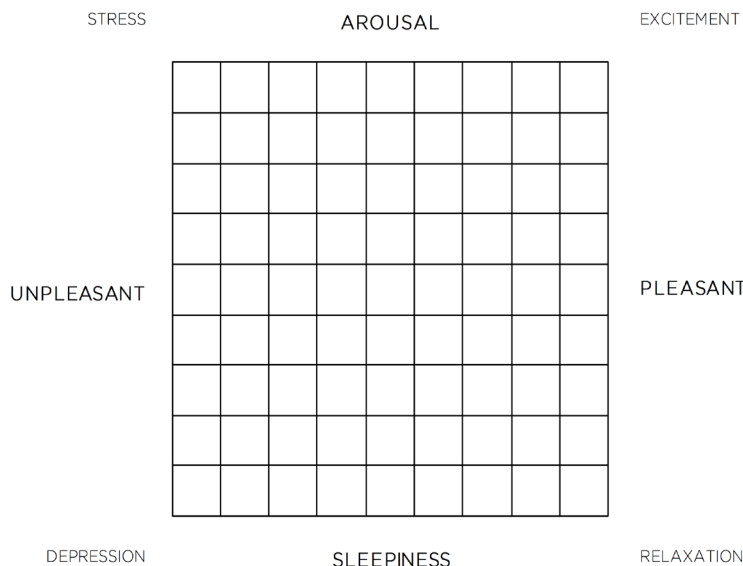 STRESS
AROUSAL
EXCITEMENT
UNPLEASANT
PLEASANT
DEPRESSION
SLEEPINESS
RELAXATION